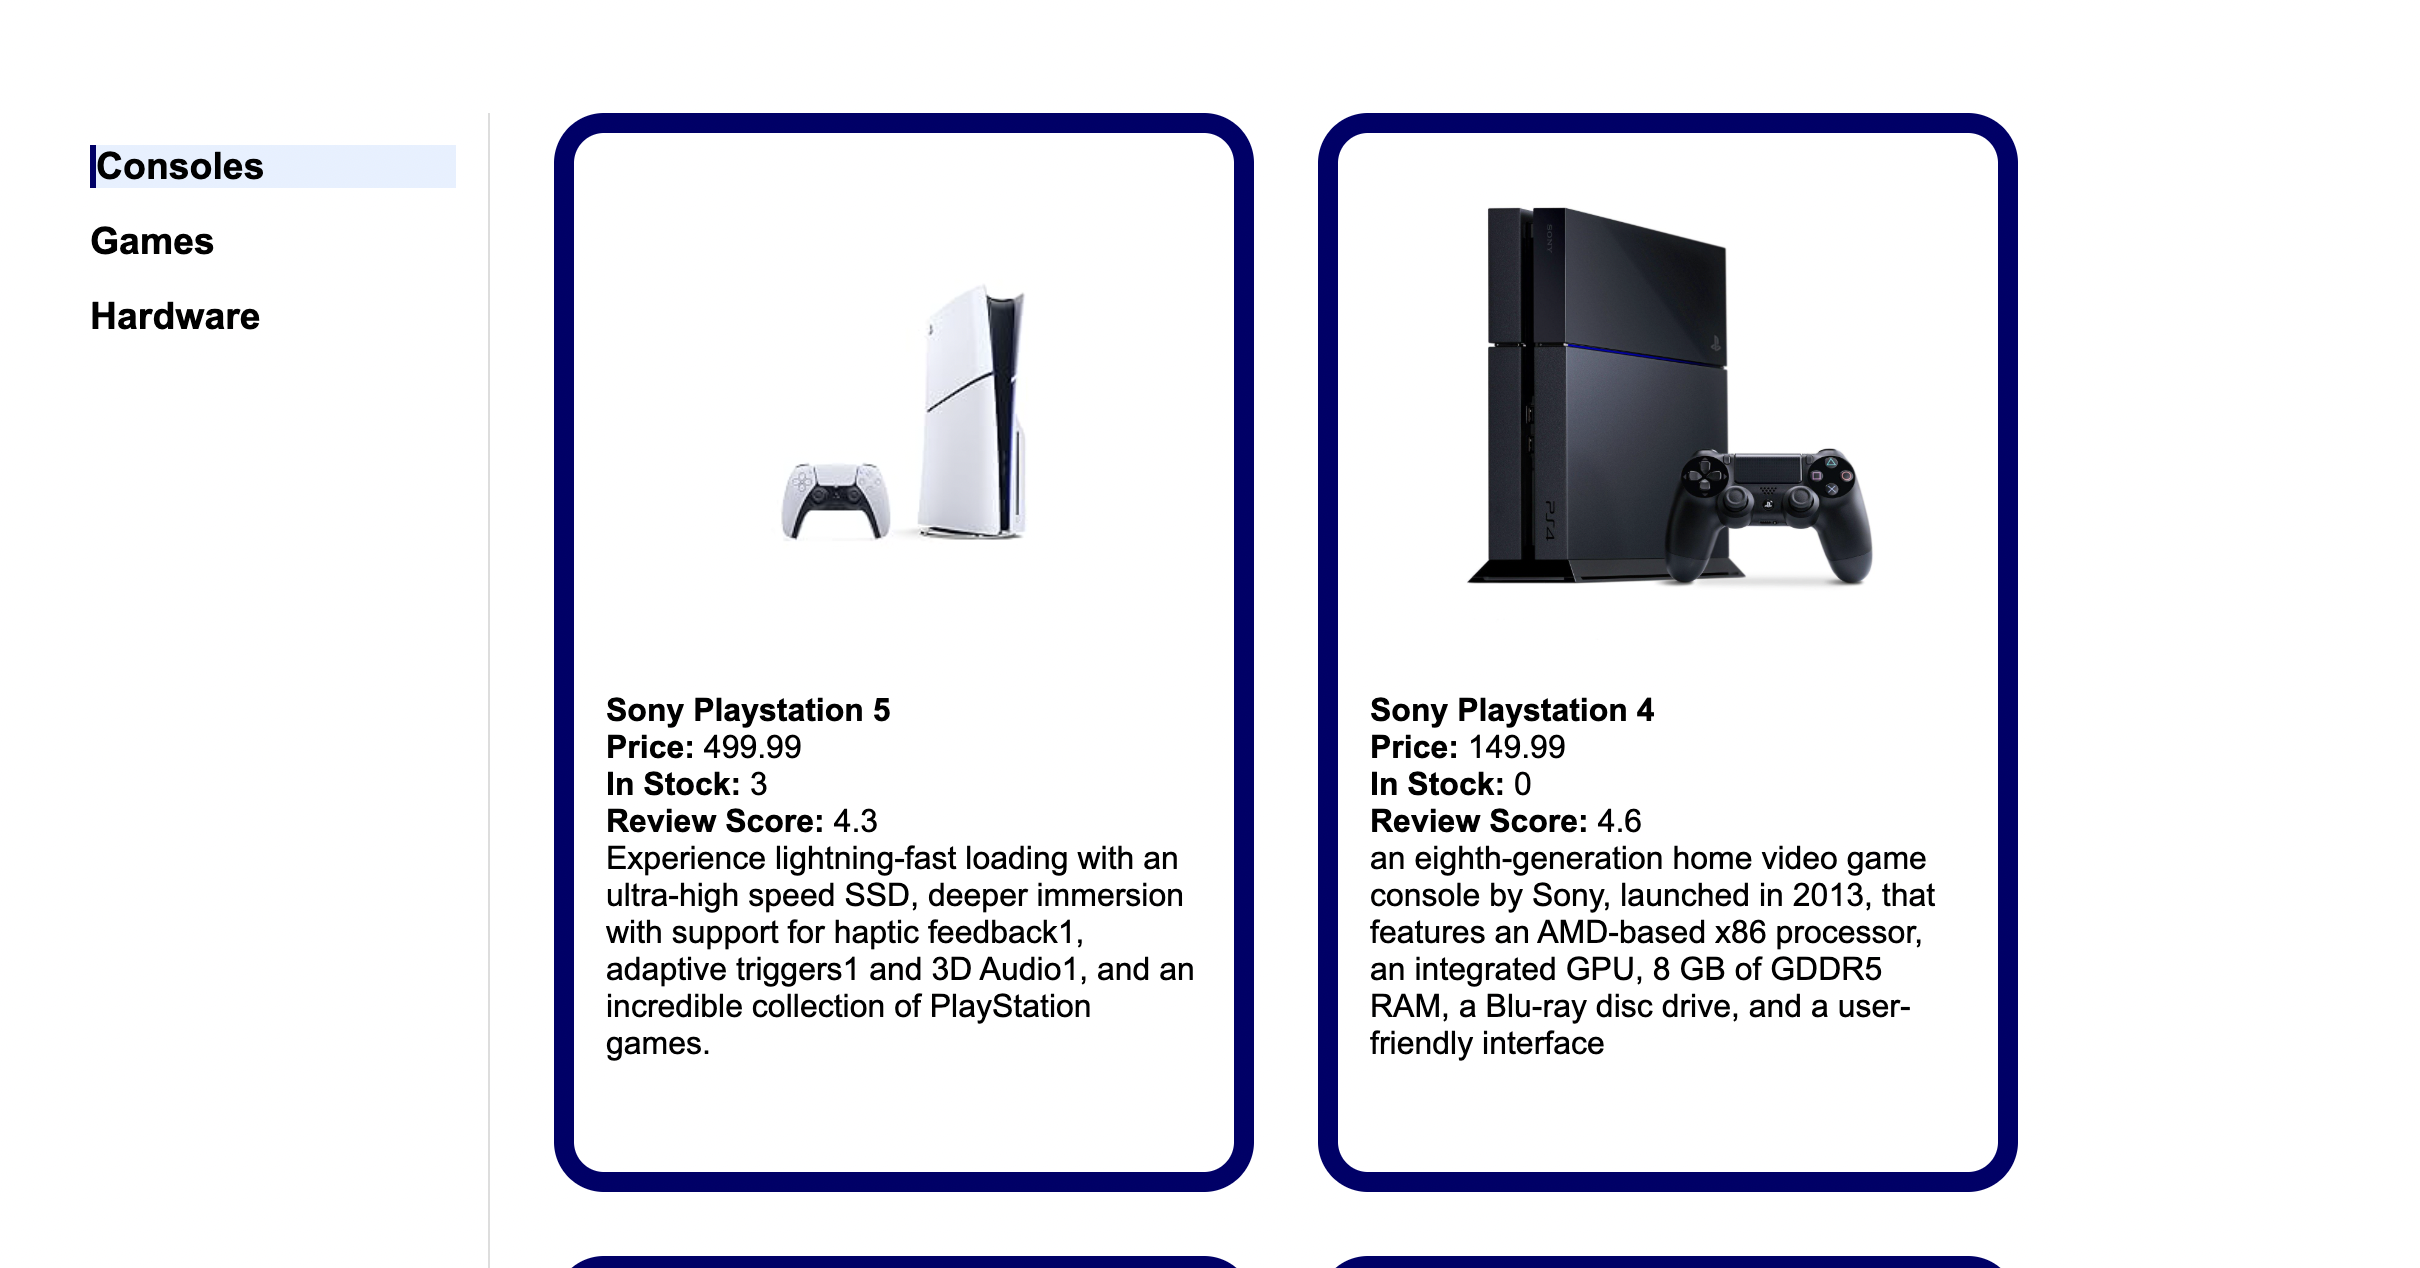 Consoles
Games
Hardware
SONY
PS4
Sony Playstation 5
Price: 499.99
In Stock: 3
Review Score: 4.3
Experience lightning-fast loading with an
ultra-high speed SSD, deeper immersion
with support for haptic feedback1,
adaptive triggers1 and 3D Audio1, and an
incredible collection of PlayStation
games.
Sony Playstation 4
Price: 149.99
In Stock: 0
Review Score: 4.6
an eighth-generation home video game
console by Sony, launched in 2013, that
features an AMD-based x86 processor,
an integrated GPU, 8 GB of GDDR5
RAM, a Blu-ray disc drive, and a user-
friendly interface